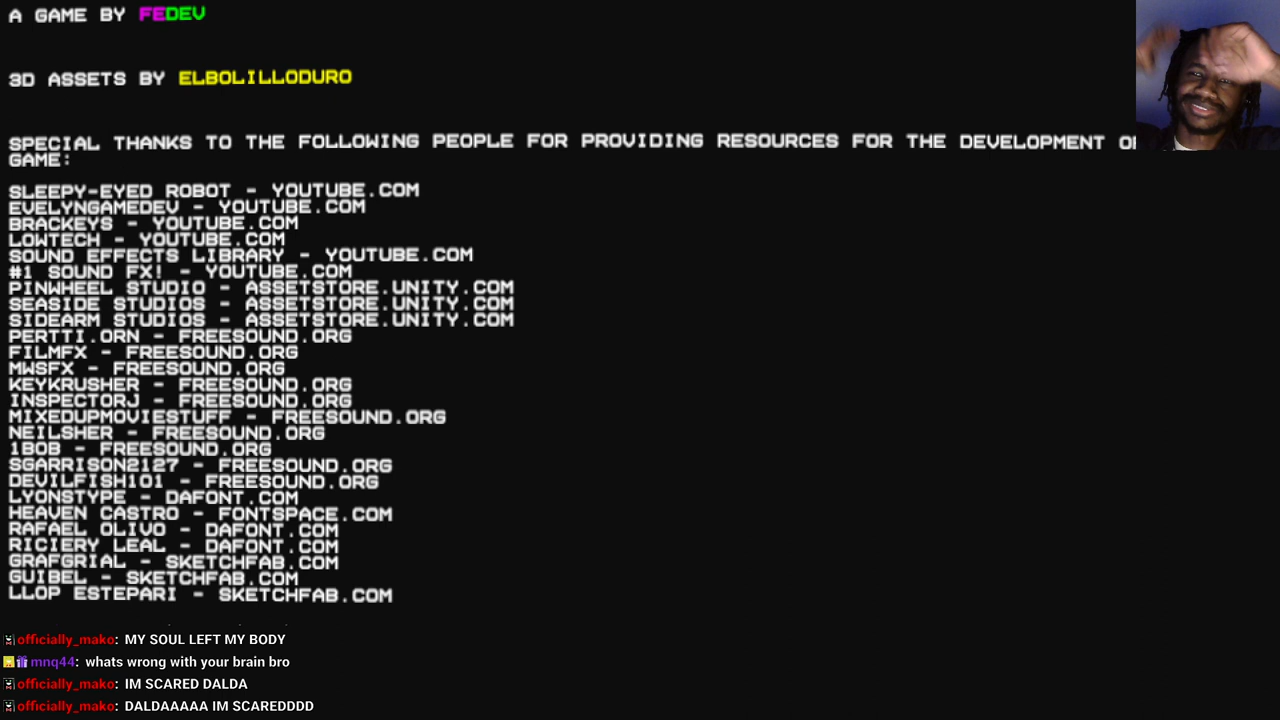 A GAME BY FEDEV
3D ASSETS BY ELBOLILLODURO
SPECIAL THANKS TO THE FOLLOWING PEOPLE FOR PROVIDING RESOURCES FOR THE DEVELOPMENT
GAME:
SLEEPY-EYED ROBOT - YOUTUBE.COM
EVELYNGAMEDEV - YOUTUBE.COM
BRACKEYS - YOUTUBE.COM
LOWTECH - YOUTUBE.COM
SOUND EFFECTS LIBRARY - YOUTUBE.COM
#1 SOUND FX! - YOUTUBE.COM
PINWHEEL STUDIO - ASSETSTORE.UNITY.COM
SEASIDE STUDIOS - ASSETSTORE.UNITY.COM
SIDEARM STUDIOS - ASSETSTORE.UNITY.COM
PERTTI.ORN - FREESOUND.ORG
FILMFX - FREESOUND.ORG
MWSFX - FREESOUND.ORG
KEYKRUSHER - FREESOUND.ORG
INSPECTORJ - FREESOUND.ORG
MIXEDUPMOVIESTUFF - FREESOUND.ORG
NEILSHER - FREESOUND.ORG
1BOB - FREESOUND.ORG
SGARRISON2127 - FREESOUND.ORG
DEVILFISH101 - FREESOUND.ORG
LYONSTYPE - DAFONT.COM
HEAVEN CASTRO - FONTSPACE.COM
RAFAEL OLIVO - DAFONT.COM
RICIERY LEAL - DAFONT.COM
GRAFGRIAL - SKETCHFAB.COM
GUIBEL - SKETCHFAB.COM
LLOP ESTEPARI - SKETCHFAB.COM
officially_mako: MY SOUL LEFT MY BODY
mnq44: whats wrong with your brain bro
officially_mako: IM SCARED DALDA
officially_mako: DALDAAAAA IM SCAREDDDD